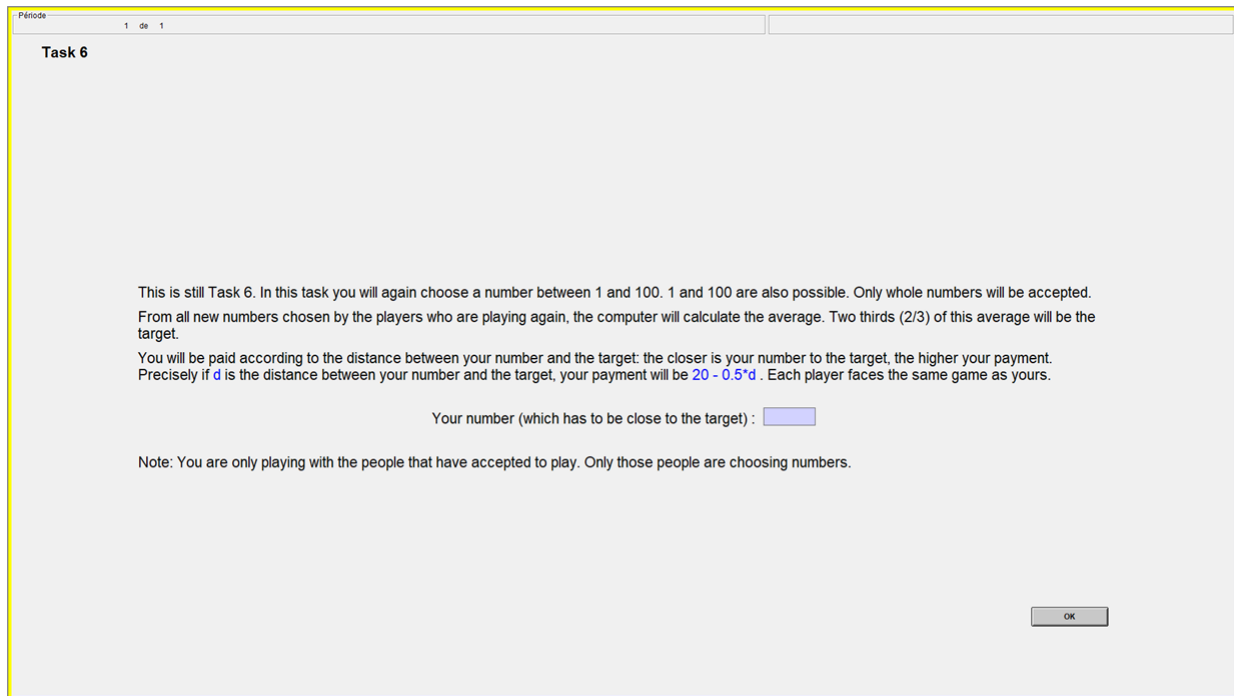 Période
1 de 1
Task 6
This is still Task 6. In this task you will again choose a number between 1 and 100. 1 and 100 are also possible. Only whole numbers will be accepted.
From all new numbers chosen by the players who are playing again, the computer will calculate the average. Two thirds (2/3) of this average will be the
target.
You will be paid according to the distance between your number and the target: the closer is your number to the target, the higher your payment.
Precisely if d is the distance between your number and the target, your payment will be 20 - 0.5*d . Each player faces the same game as yours.
Your number (which has to be close to the target) :
Note: You are only playing with the people that have accepted to play. Only those people are choosing numbers.
OK